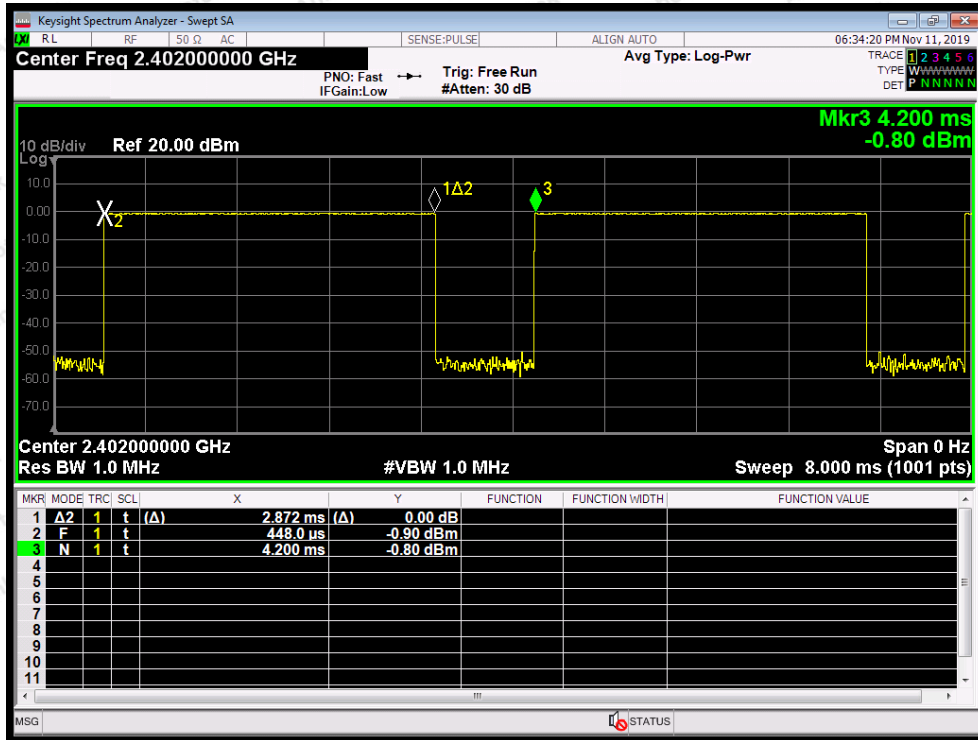 Keysight Spectrum Analyzer - Swept SA
LXI RL RF 50 Ω AC SENSE:PULSE ALIGN AUTO 06:34:20 PM Nov 11, 2019
Center Freq 2.402000000 GHz
PNO: Fast
IFGain:Low
Trig: Free Run
#Atten: 30 dB
Avg Type: Log-Pwr
TRACE 1 2 3 4 5 6
TYPE WWWWWW
DET P N N N N N
Mkr3 4.200 ms
-0.80 dBm
10 dB/div Ref 20.00 dBm
Log
10.0
0.00
-10.0
-20.0
-30.0
-40.0
-50.0
-60.0
-70.0
2
1Δ2
3
Center 2.402000000 GHz Span 0 Hz
Res BW 1.0 MHz #VBW 1.0 MHz Sweep 8.000 ms (1001 pts)
MKR MODE TRC SCL X Y FUNCTION FUNCTION WIDTH FUNCTION VALUE
1 Δ2 1 t (Δ) 2.872 ms (Δ) 0.00 dB
2 F 1 t 448.0 µs -0.90 dBm
3 N 1 t 4.200 ms -0.80 dBm
4
5
6
7
8
9
10
11
MSG STATUS